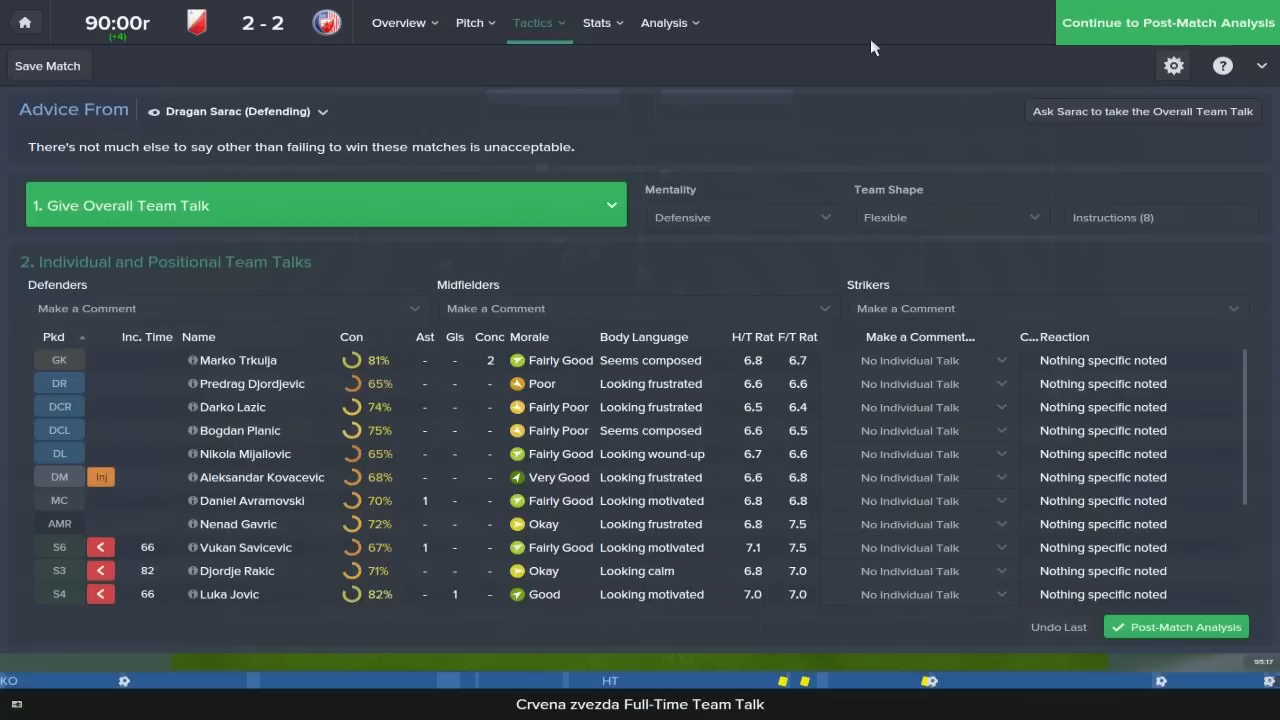 90:00r
(+4)
2 - 2
Overview Pitch Tactics Stats Analysis
Continue to Post-Match Analysis
Save Match
?
Advice From Dragan Sarac (Defending) Ask Sarac to take the Overall Team Talk
There's not much else to say other than failing to win these matches is unacceptable.
1. Give Overall Team Talk
Mentality Team Shape
Defensive Flexible Instructions (8)
2. Individual and Positional Team Talks
Defenders Midfielders Strikers
Make a Comment Make a Comment Make a Comment
Pkd Inc. Time Name Con Ast Gls Conc Morale Body Language H/T Rat F/T Rat Make a Comment... C... Reaction
GK Marko Trkulja 81% - - 2 Fairly Good Seems composed 6.8 6.7 No Individual Talk Nothing specific noted
DR Predrag Djordjevic 65% - - - Poor Looking frustrated 6.6 6.6 No Individual Talk Nothing specific noted
DCR Darko Lazic 74% - - - Fairly Poor Looking frustrated 6.5 6.4 No Individual Talk Nothing specific noted
DCL Bogdan Planic 75% - - - Fairly Poor Seems composed 6.6 6.5 No Individual Talk Nothing specific noted
DL Nikola Mijailovic 65% - - - Fairly Good Looking wound-up 6.7 6.6 No Individual Talk Nothing specific noted
DM Inj Aleksandar Kovacevic 68% - - - Very Good Looking frustrated 6.6 6.8 No Individual Talk Nothing specific noted
MC Daniel Avramovski 70% 1 - - Fairly Good Looking motivated 6.8 6.8 No Individual Talk Nothing specific noted
AMR Nenad Gavric 72% - - - Okay Looking frustrated 6.8 7.5 No Individual Talk Nothing specific noted
S6 66 Vukan Savicevic 67% 1 - - Fairly Good Looking motivated 7.1 7.5 No Individual Talk Nothing specific noted
S3 82 Djordje Rakic 71% - - - Okay Looking calm 6.8 7.0 No Individual Talk Nothing specific noted
S4 66 Luka Jovic 82% - 1 - Good Looking motivated 7.0 7.0 No Individual Talk Nothing specific noted
Undo Last Post-Match Analysis
95:17
KO HT
Crvena zvezda Full-Time Team Talk